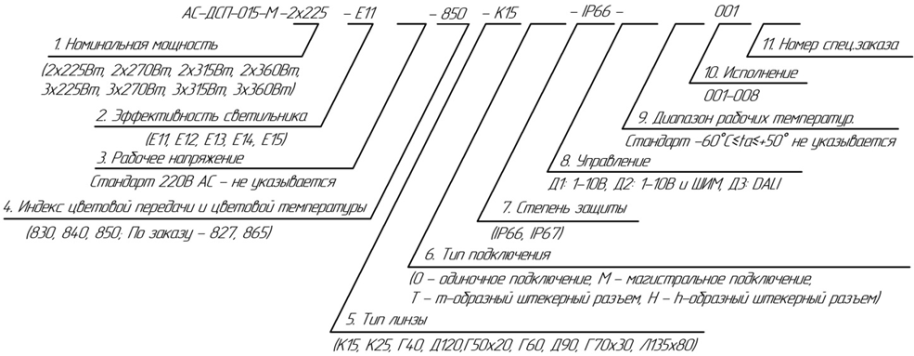 АС-ДСП-015-М-2х225 - Е11 - 850 - К15 - IP66 - 001
1. Номинальная мощность
(2х225Вт, 2х270Вт, 2х315Вт, 2х360Вт,
3х225Вт, 3х270Вт, 3х315Вт, 3х360Вт)
2. Эффективность светильника
(Е11, Е12, Е13, Е14, Е15)
3. Рабочее напряжение
Стандарт 220В АС - не указывается
4. Индекс цветовой передачи и цветовой температуры
(830, 840, 850; По заказу - 827, 865)
11. Номер спец.заказа
10. Исполнение
001-008
9. Диапазон рабочих температур.
Стандарт -60°C≤ta≤+50° не указывается
8. Управление
Д1: 1-10В, Д2: 1-10В и ШИМ, Д3: DALI
7. Степень защиты
(IP66, IP67)
6. Тип подключения
(О - одиночное подключение, М - магистральное подключение,
Т - т-образный штекерный разъем, Н - h-образный штекерный разъем)
5. Тип линзы
(К15, К25, Г40, Д120,Г50х20, Г60, Д90, Г70х30, Л135х80)